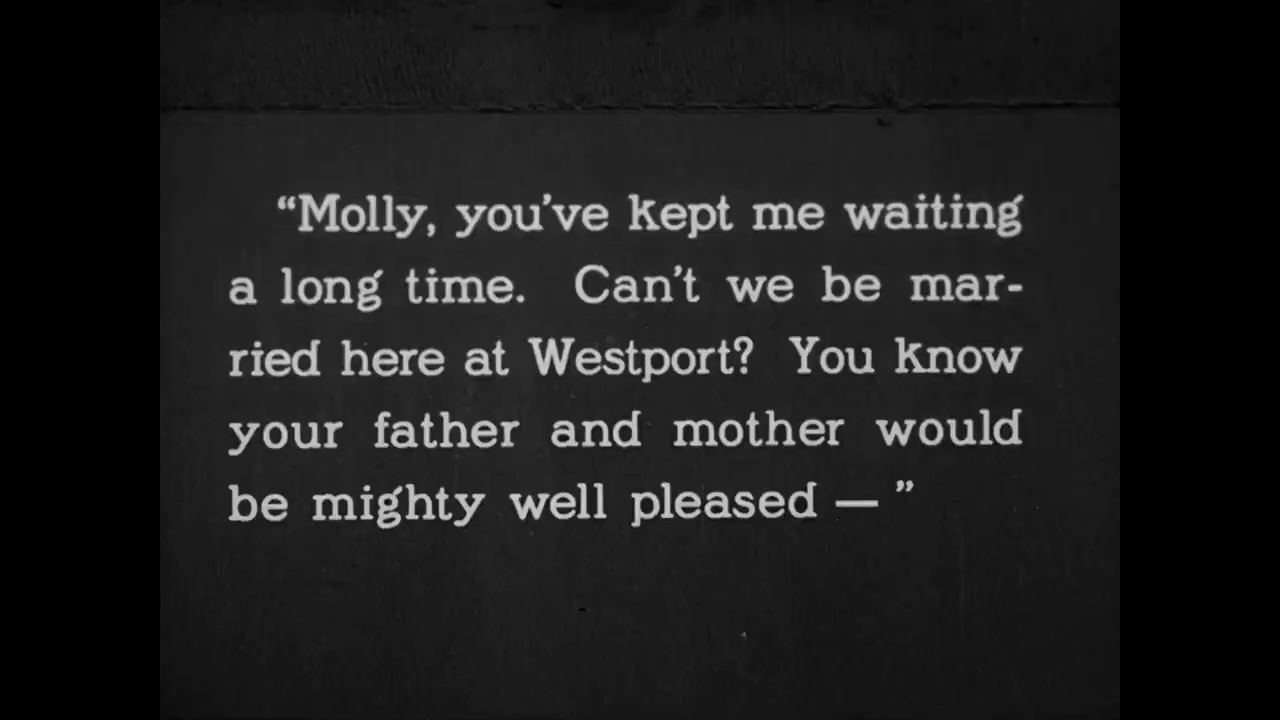 “Molly, you’ve kept me waiting
a long time. Can’t we be mar-
ried here at Westport? You know
your father and mother would
be mighty well pleased — ”